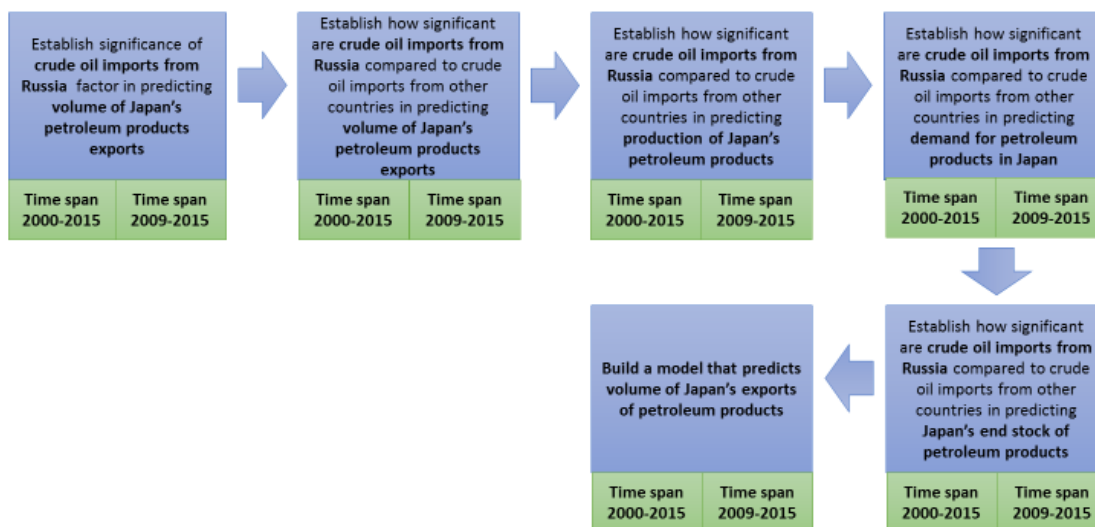 Establish significance of
crude oil imports from
Russia factor in predicting
volume of Japan's
petroleum products
exports
Time span
2000-2015
Time span
2009-2015
Establish how significant
are crude oil imports from
Russia compared to crude
oil imports from other
countries in predicting
volume of Japan's
petroleum products
exports
Time span
2000-2015
Time span
2009-2015
Establish how significant
are crude oil imports from
Russia compared to crude
oil imports from other
countries in predicting
production of Japan's
petroleum products
Time span
2000-2015
Time span
2009-2015
Establish how significant
are crude oil imports from
Russia compared to crude
oil imports from other
countries in predicting
demand for petroleum
products in Japan
Time span
2000-2015
Time span
2009-2015
Establish how significant
are crude oil imports from
Russia compared to crude
oil imports from other
countries in predicting
Japan's end stock of
petroleum products
Time span
2000-2015
Time span
2009-2015
Build a model that predicts
volume of Japan's exports
of petroleum products
Time span
2000-2015
Time span
2009-2015